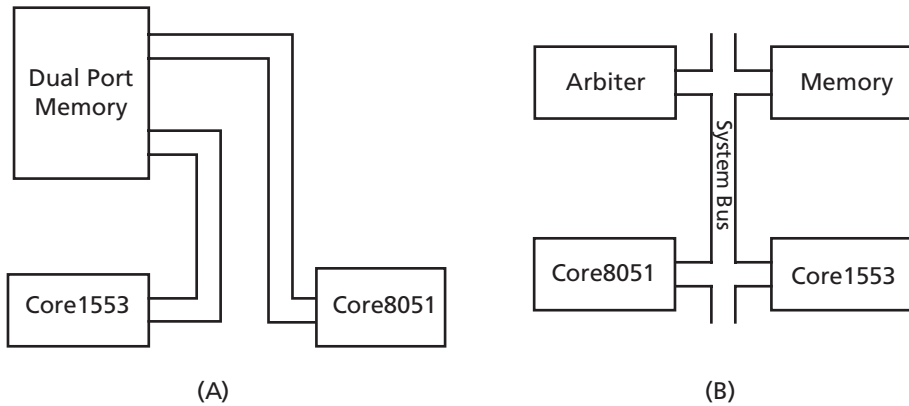 Dual Port
Memory
Core1553
Core8051
(A)
Arbiter
Memory
System Bus
Core8051
Core1553
(B)